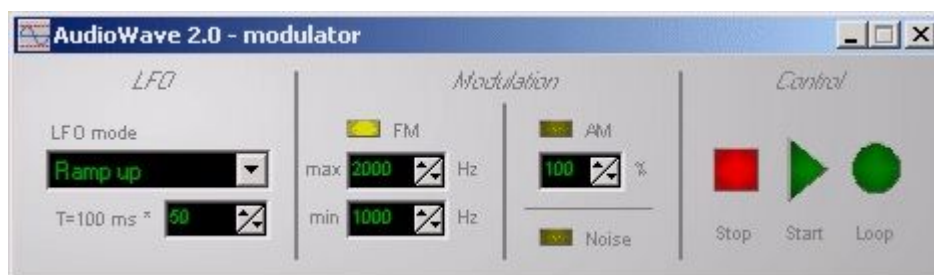 AudioWave 2.0 - modulator
LFO
Modulation
Control
LFO mode
Ramp up
T=100 ms * 50
FM
max 2000 Hz
min 1000 Hz
AM
100 %
Noise
Stop Start Loop